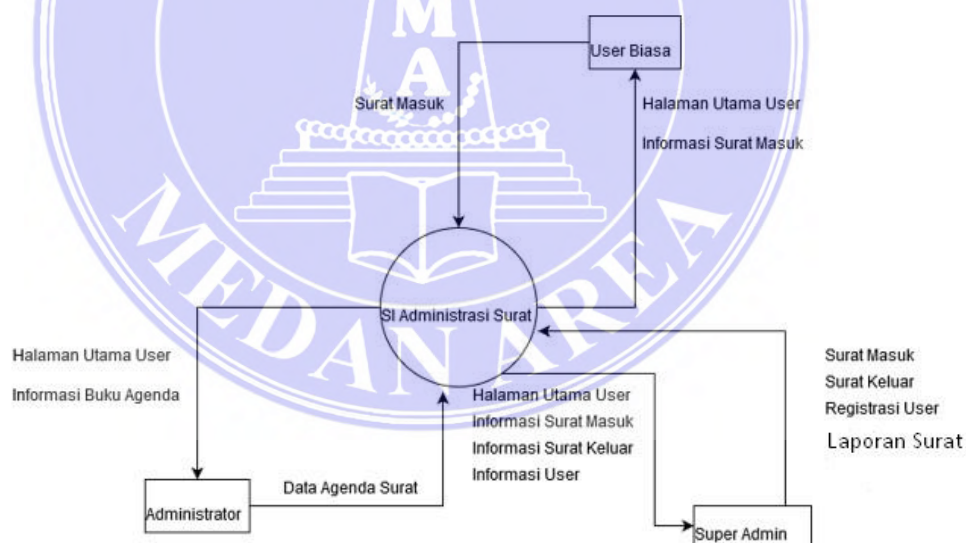 M
A
User Biasa
Surat Masuk
Halaman Utama User
Informasi Surat Masuk
MEDAN AREA
SI Administrasi Surat
Halaman Utama User
Informasi Buku Agenda
Halaman Utama User
Informasi Surat Masuk
Informasi Surat Keluar
Informasi User
Surat Masuk
Surat Keluar
Registrasi User
Laporan Surat
Data Agenda Surat
Administrator
Super Admin